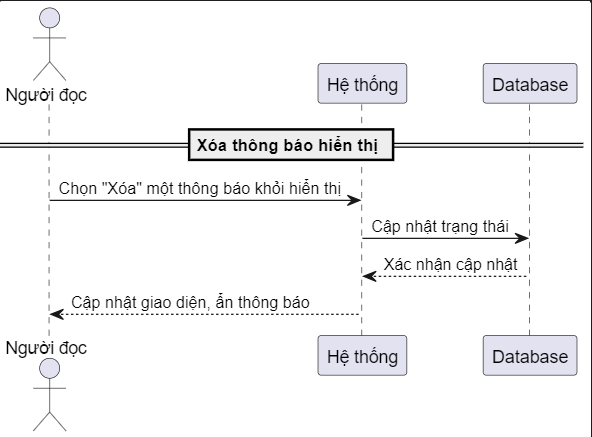 Người đọc
Hệ thống
Database
Xóa thông báo hiển thị
Chọn "Xóa" một thông báo khỏi hiển thị
Cập nhật trạng thái
Xác nhận cập nhật
Cập nhật giao diện, ẩn thông báo
Người đọc
Hệ thống
Database